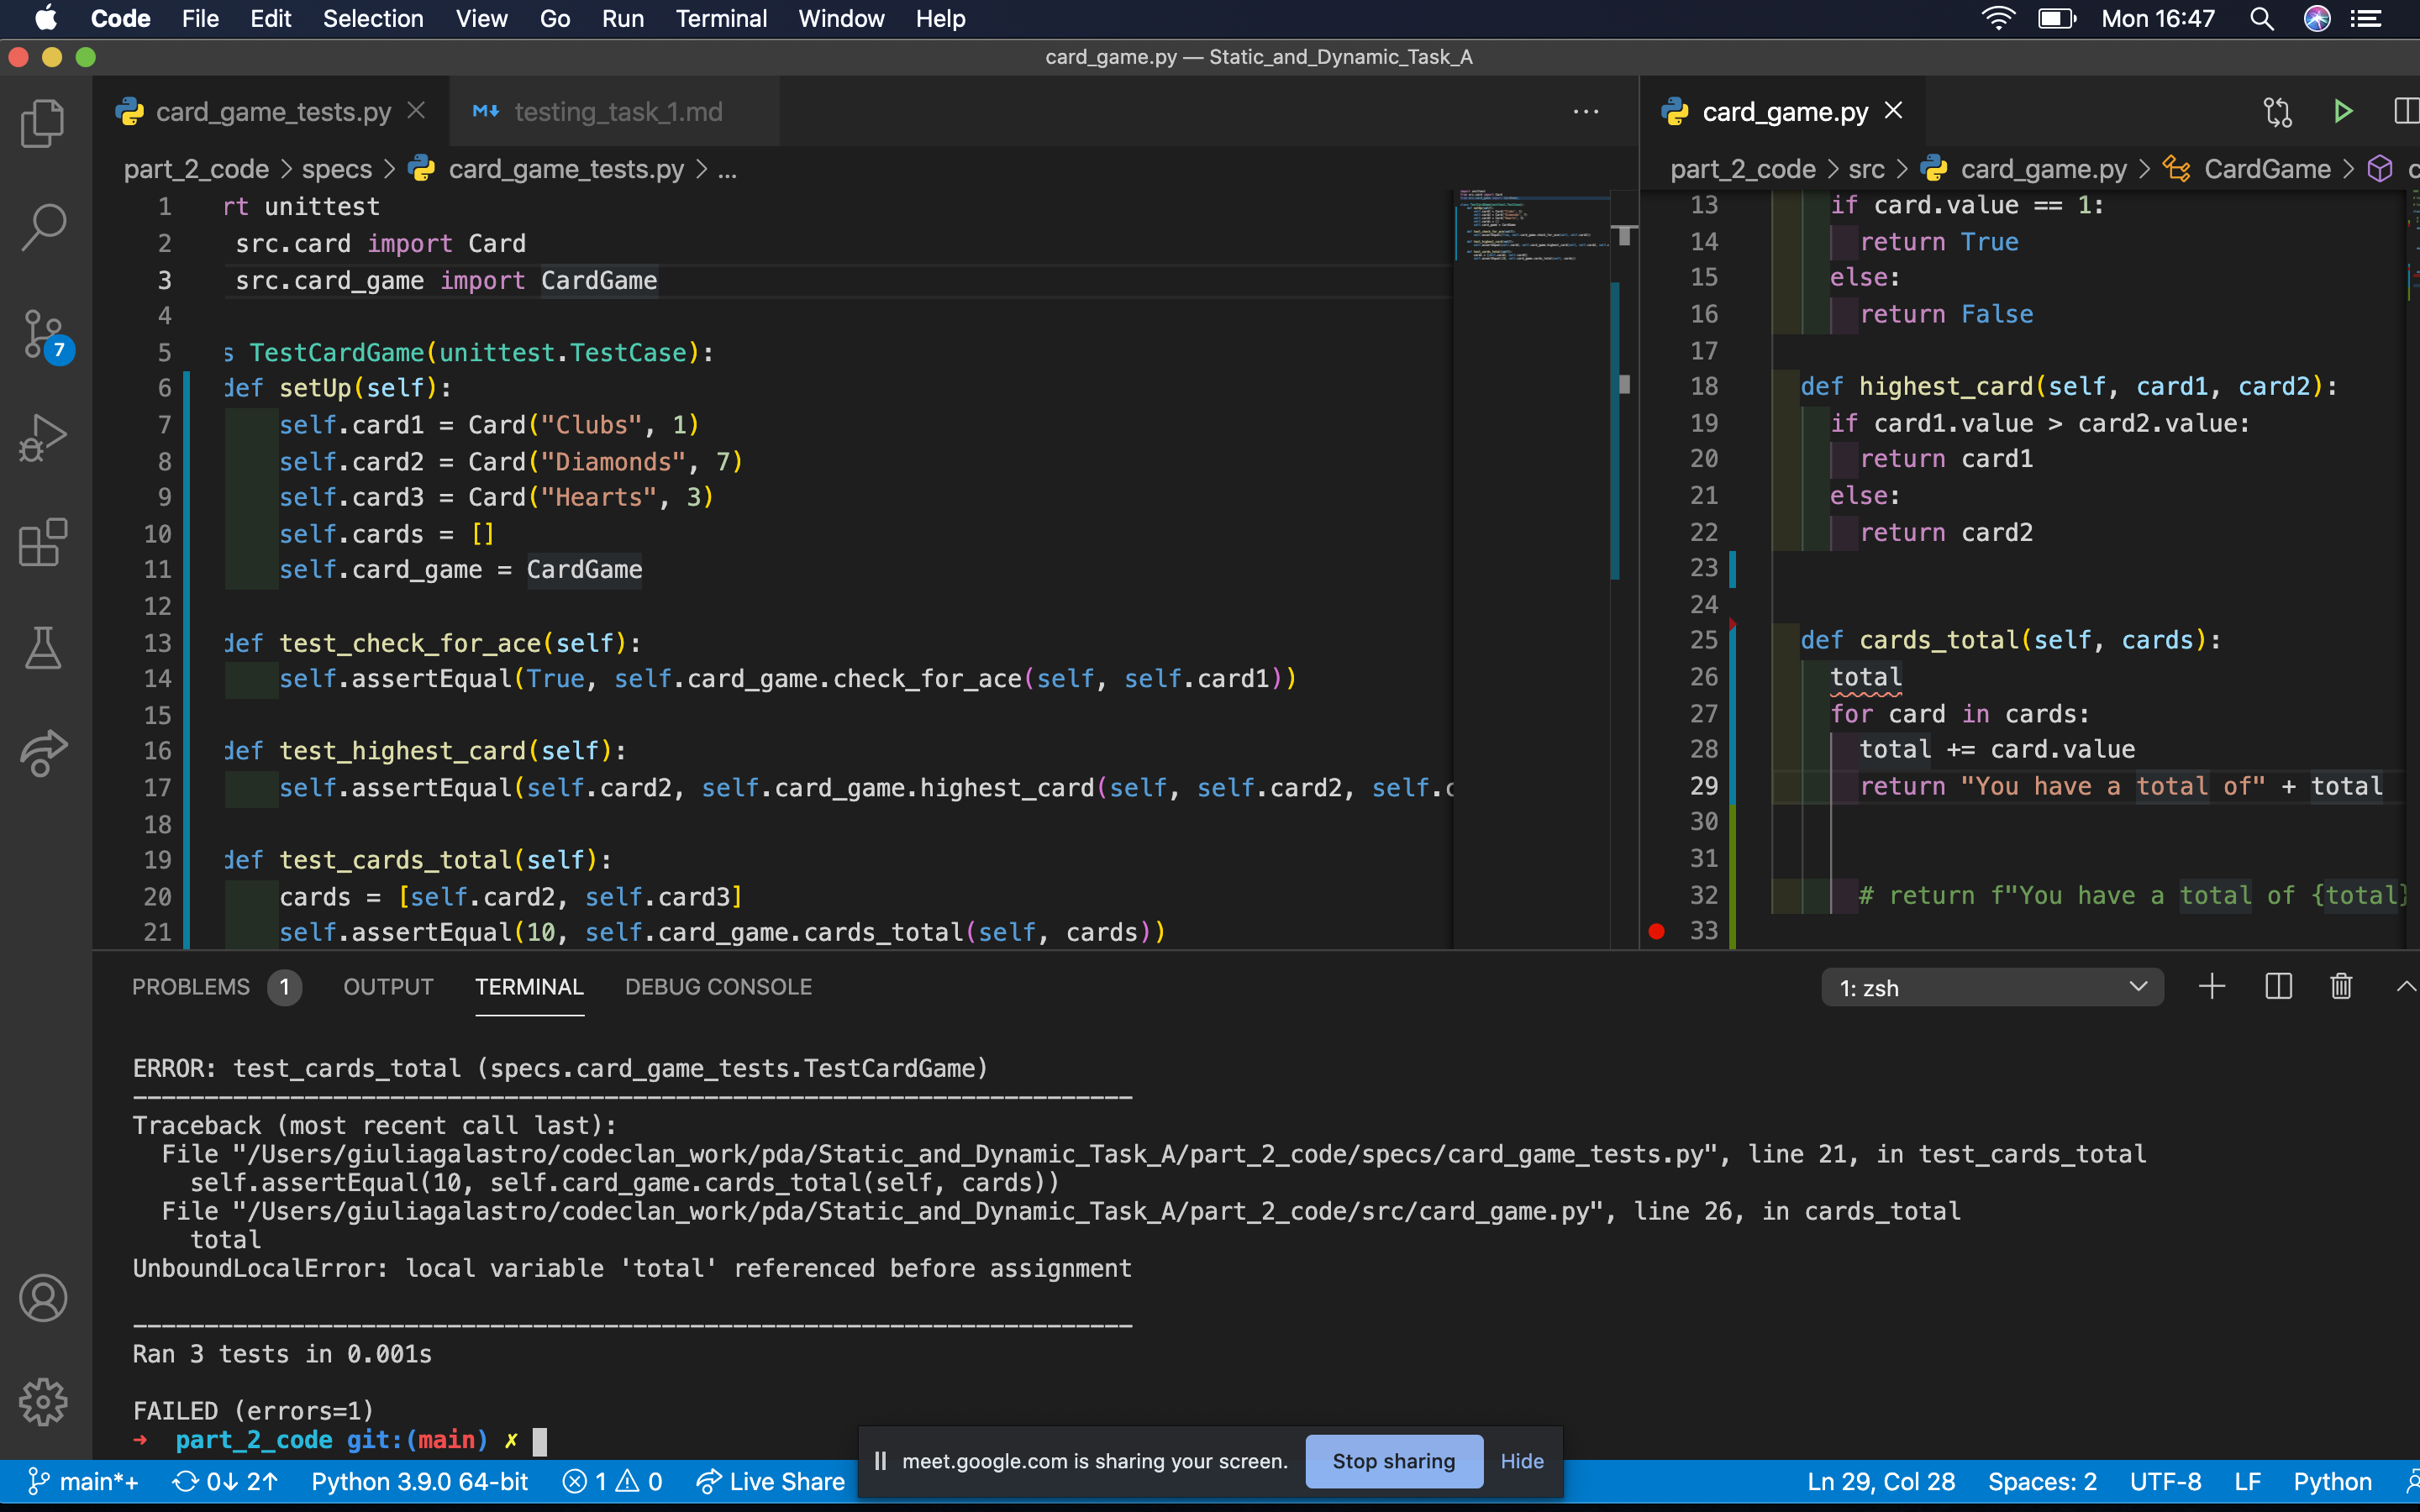 Code File Edit Selection View Go Run Terminal Window Help Mon 16:47
card_game.py — Static_and_Dynamic_Task_A
card_game_tests.py testing_task_1.md
part_2_code > specs > card_game_tests.py > ...
1 rt unittest
2 src.card import Card
3 src.card_game import CardGame
4
5 s TestCardGame(unittest.TestCase):
6 def setUp(self):
7 self.card1 = Card("Clubs", 1)
8 self.card2 = Card("Diamonds", 7)
9 self.card3 = Card("Hearts", 3)
10 self.cards = []
11 self.card_game = CardGame
12
13 def test_check_for_ace(self):
14 self.assertEqual(True, self.card_game.check_for_ace(self, self.card1))
15
16 def test_highest_card(self):
17 self.assertEqual(self.card2, self.card_game.highest_card(self, self.card2, self.c
18
19 def test_cards_total(self):
20 cards = [self.card2, self.card3]
21 self.assertEqual(10, self.card_game.cards_total(self, cards))
card_game.py
part_2_code > src > card_game.py > CardGame > c
13 if card.value == 1:
14 return True
15 else:
16 return False
17
18 def highest_card(self, card1, card2):
19 if card1.value > card2.value:
20 return card1
21 else:
22 return card2
23
24
25 def cards_total(self, cards):
26 total
27 for card in cards:
28 total += card.value
29 return "You have a total of" + total
30
31
32 # return f"You have a total of {total}
33
7
PROBLEMS 1 OUTPUT TERMINAL DEBUG CONSOLE 1: zsh
ERROR: test_cards_total (specs.card_game_tests.TestCardGame)
----------------------------------------------------------------------
Traceback (most recent call last):
File "/Users/giuliagalastro/codeclan_work/pda/Static_and_Dynamic_Task_A/part_2_code/specs/card_game_tests.py", line 21, in test_cards_total
self.assertEqual(10, self.card_game.cards_total(self, cards))
File "/Users/giuliagalastro/codeclan_work/pda/Static_and_Dynamic_Task_A/part_2_code/src/card_game.py", line 26, in cards_total
total
UnboundLocalError: local variable 'total' referenced before assignment
----------------------------------------------------------------------
Ran 3 tests in 0.001s
FAILED (errors=1)
→ part_2_code git:(main) ✗
meet.google.com is sharing your screen. Stop sharing Hide
main*+ 0↓ 2↑ Python 3.9.0 64-bit 1 0 Live Share Ln 29, Col 28 Spaces: 2 UTF-8 LF Python